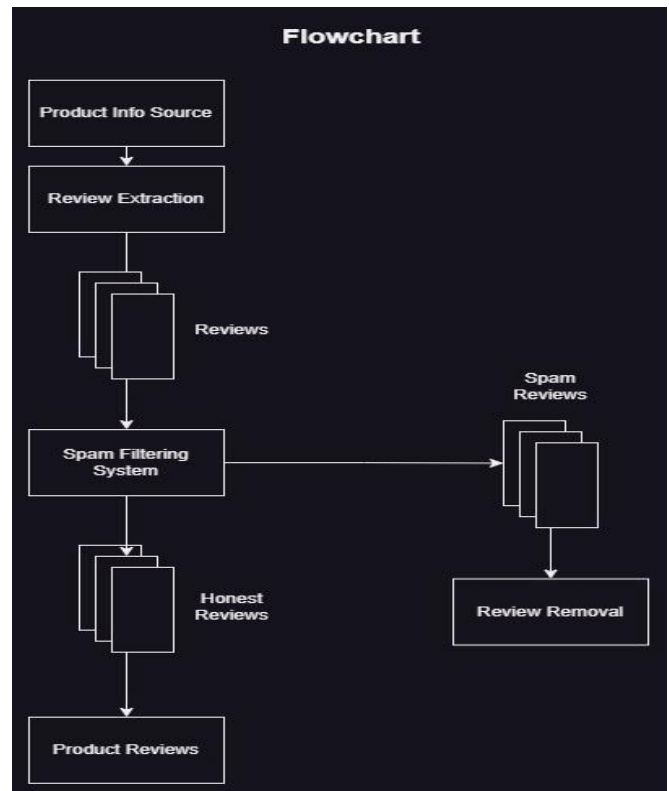 Flowchart
Product Info Source
Review Extraction
Reviews
Spam
Reviews
Spam Filtering
System
Honest
Reviews
Review Removal
Product Reviews